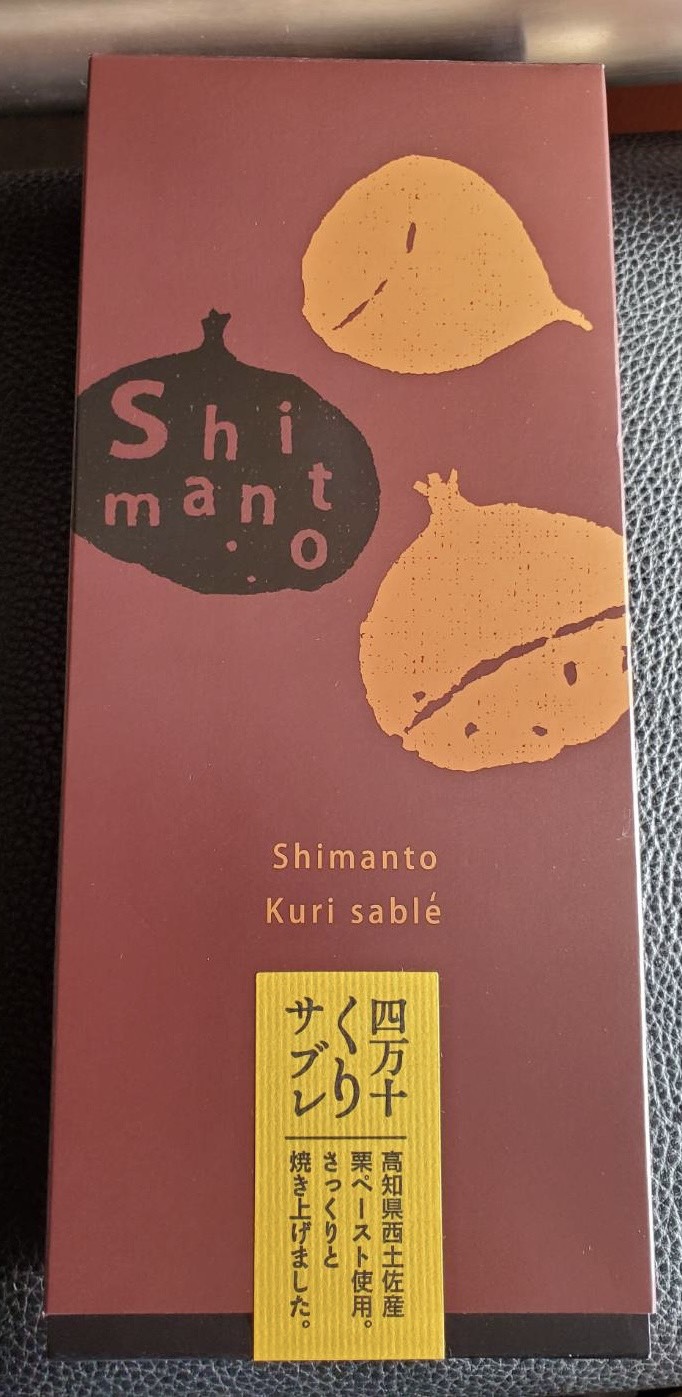 Shi
manto
Shimanto
Kuri sablé
四万十
くり
サブレ
高知県西土佐産
栗ペースト使用。
さっくりと
焼き上げました。